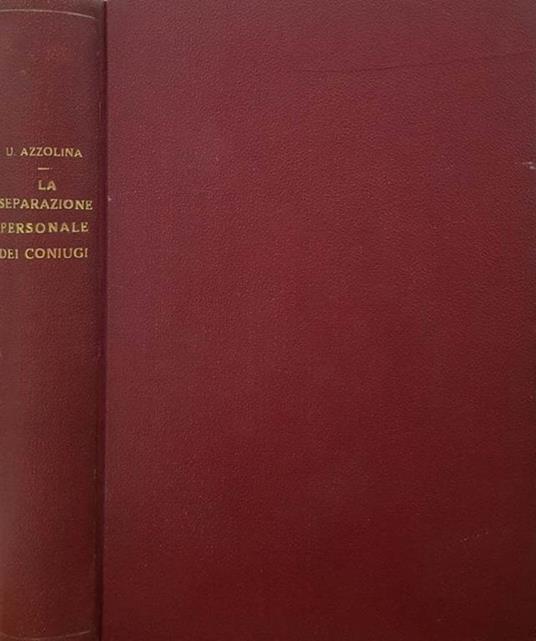 U. AZZOLINA
LA
SEPARAZIONE
PERSONALE
DEI CONIUGI